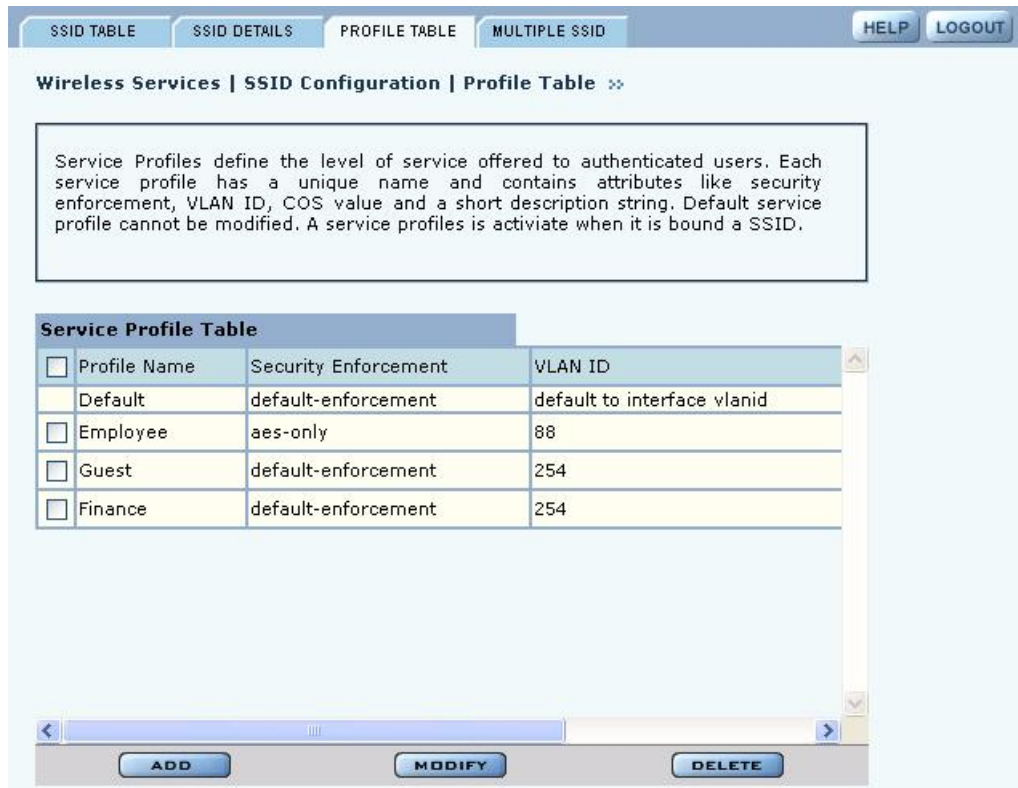 SSID TABLE SSID DETAILS PROFILE TABLE MULTIPLE SSID HELP LOGOUT
Wireless Services | SSID Configuration | Profile Table »
Service Profiles define the level of service offered to authenticated users. Each
service profile has a unique name and contains attributes like security
enforcement, VLAN ID, COS value and a short description string. Default service
profile cannot be modified. A service profiles is activiate when it is bound a SSID.
Service Profile Table
Profile Name Security Enforcement VLAN ID
Default default-enforcement default to interface vlanid
Employee aes-only 88
Guest default-enforcement 254
Finance default-enforcement 254
ADD MODIFY DELETE